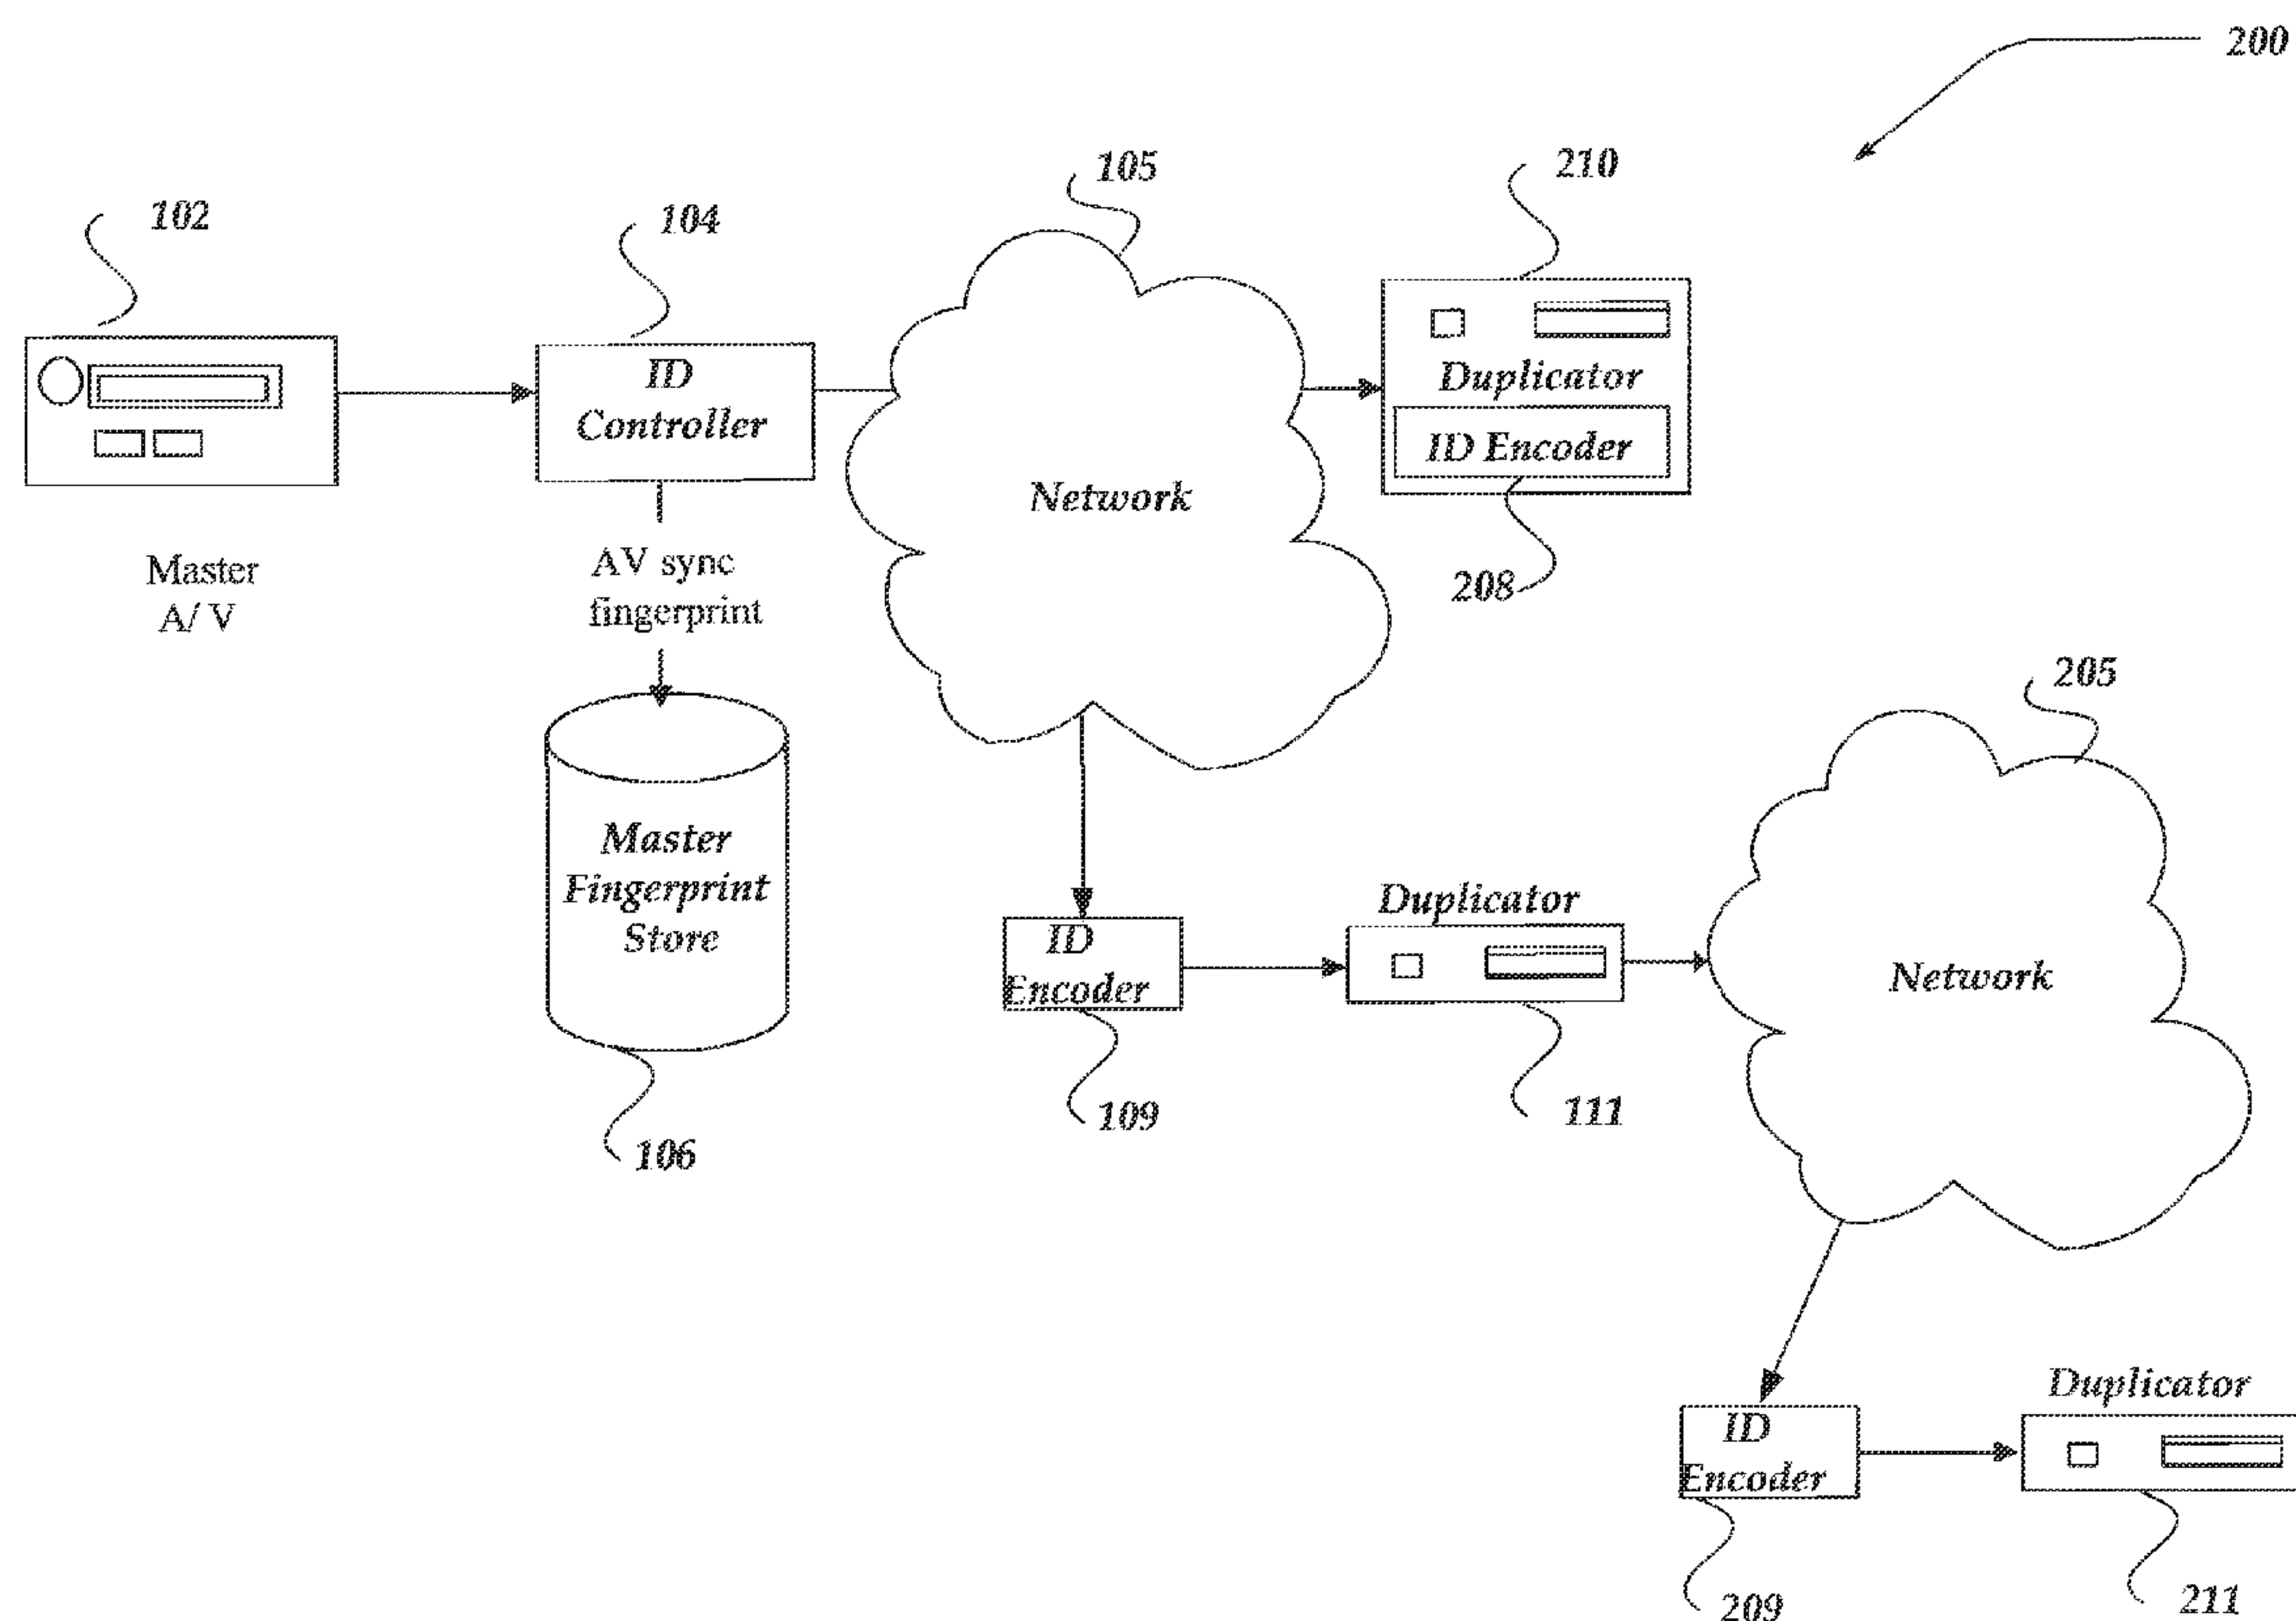 200
105
210
102
104
ID
Controller
Duplicator
ID Encoder
Network
208
Master
A/ V
AV sync
fingerprint
205
Master
Fingerprint
Store
Duplicator
ID
Encoder
Network
109
111
106
Duplicator
ID
Encoder
209
211